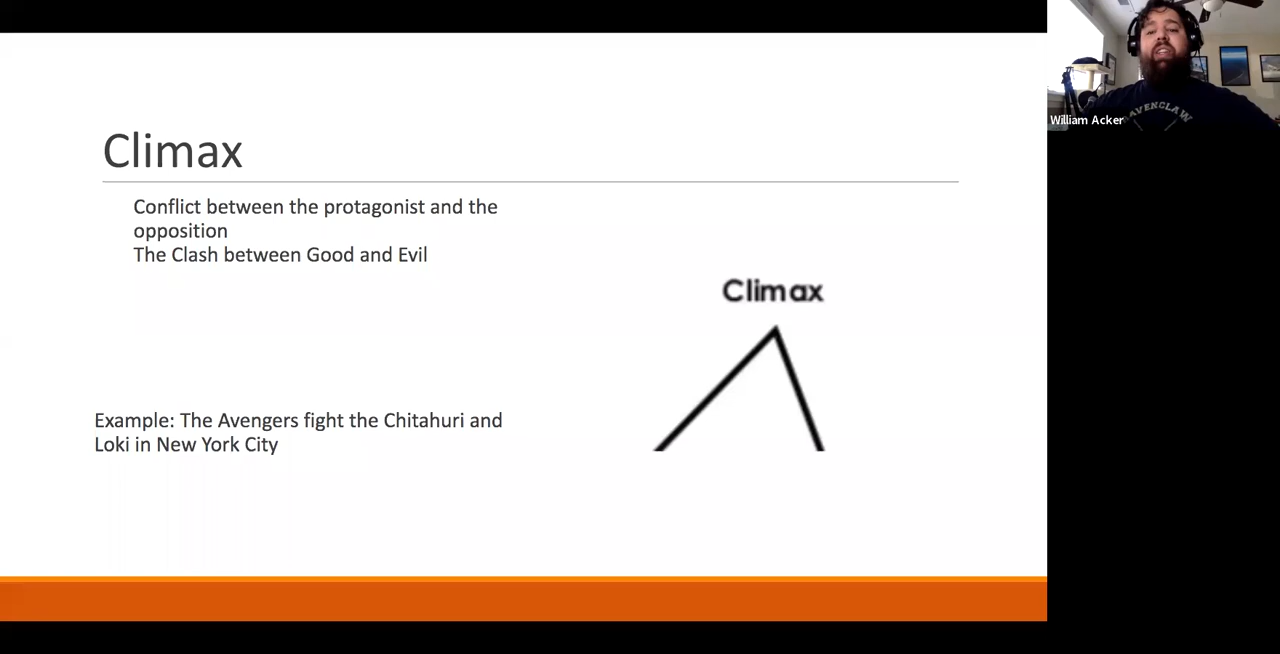 Climax
Conflict between the protagonist and the
opposition
The Clash between Good and Evil
Climax
Example: The Avengers fight the Chitahuri and
Loki in New York City
William Acker
AVENCLAW